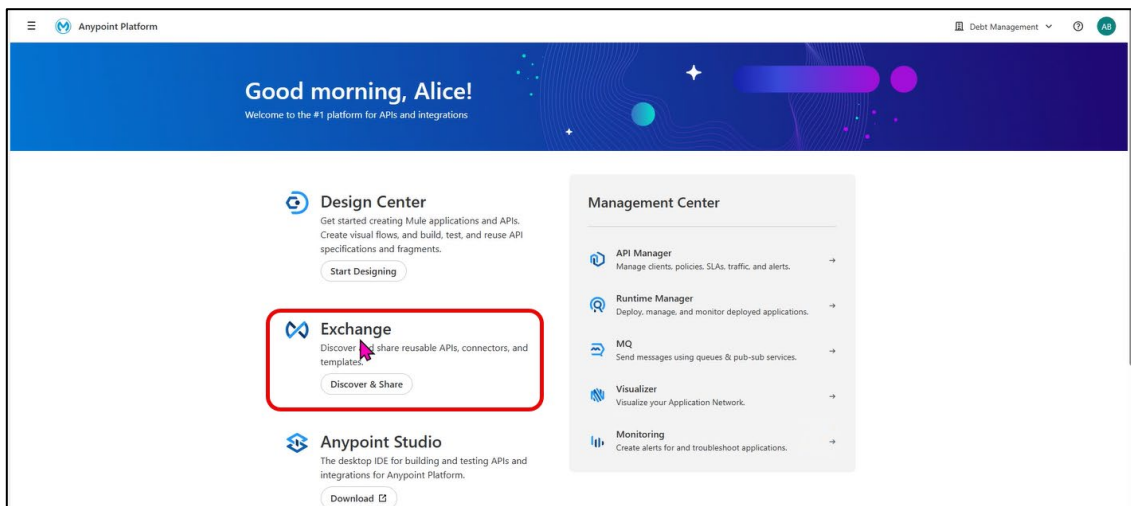 Anypoint Platform
Debt Management
AB
Good morning, Alice!
Welcome to the #1 platform for APIs and integrations
Design Center
Get started creating Mule applications and APIs.
Create visual flows, and build, test, and reuse API
specifications and fragments.
Start Designing
Exchange
Discover and share reusable APIs, connectors, and
templates.
Discover & Share
Anypoint Studio
The desktop IDE for building and testing APIs and
integrations for Anypoint Platform.
Download
Management Center
API Manager
Manage clients, policies, SLAs, traffic, and alerts.
Runtime Manager
Deploy, manage, and monitor deployed applications.
MQ
Send messages using queues & pub-sub services.
Visualizer
Visualize your Application Network.
Monitoring
Create alerts for and troubleshoot applications.